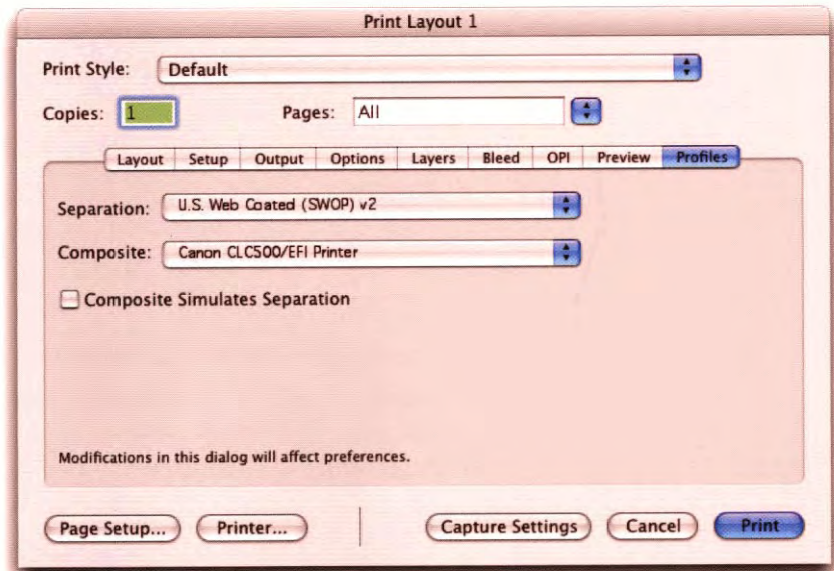 Print Layout 1
Print Style: Default
Copies: 1 Pages: All
Layout Setup Output Options Layers Bleed OPI Preview Profiles
Separation: U.S. Web Coated (SWOP) v2
Composite: Canon CLC500/EFI Printer
Composite Simulates Separation
Modifications in this dialog will affect preferences.
Page Setup... Printer... Capture Settings Cancel Print